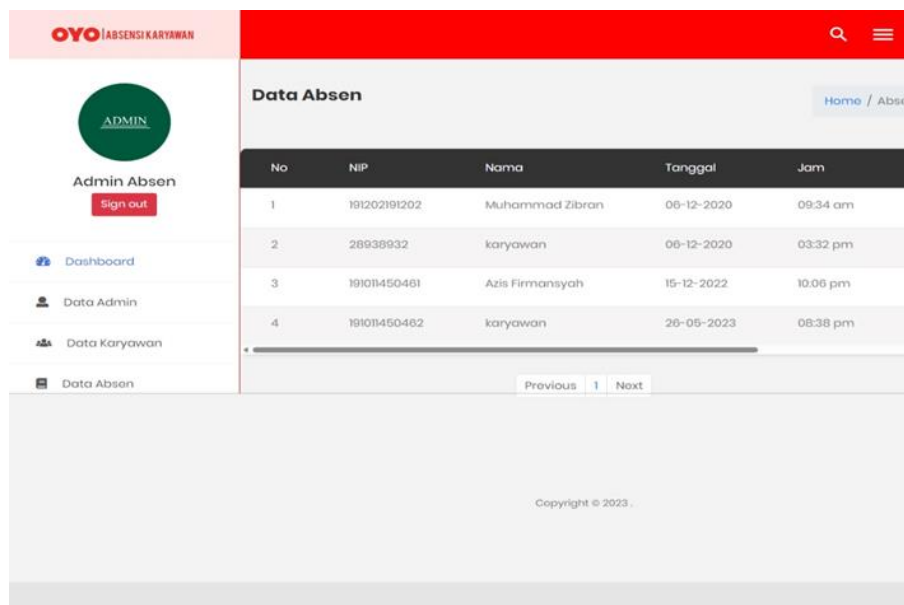 OYO ABSENSI KARYAWAN
ADMIN
Admin Absen
Sign out
Dashboard
Data Admin
Data Karyawan
Data Absen
Data Absen
Home / Abse
No NIP Nama Tanggal Jam
1 191202191202 Muhammad Zibran 06-12-2020 09:34 am
2 28938932 karyawan 06-12-2020 03:32 pm
3 191011450461 Azis Firmansyah 15-12-2022 10.06 pm
4 191011450462 karyawan 26-05-2023 08:38 pm
Previous 1 Next
Copyright © 2023 .